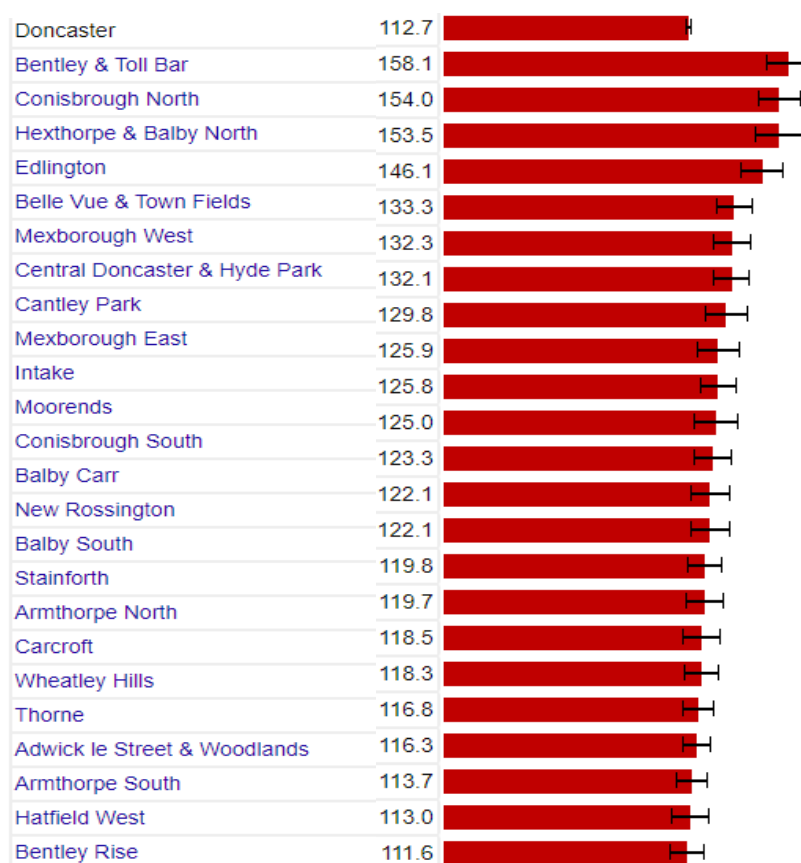 Doncaster 112.7
Bentley & Toll Bar 158.1
Conisbrough North 154.0
Hexthorpe & Balby North 153.5
Edlington 146.1
Belle Vue & Town Fields 133.3
Mexborough West 132.3
Central Doncaster & Hyde Park 132.1
Cantley Park 129.8
Mexborough East 125.9
Intake 125.8
Moorends 125.0
Conisbrough South 123.3
Balby Carr 122.1
New Rossington 122.1
Balby South 119.8
Stainforth 119.7
Armthorpe North 118.5
Carcroft 118.3
Wheatley Hills 116.8
Thorne 116.3
Adwick le Street & Woodlands 113.7
Armthorpe South 113.0
Hatfield West 111.6
Bentley Rise